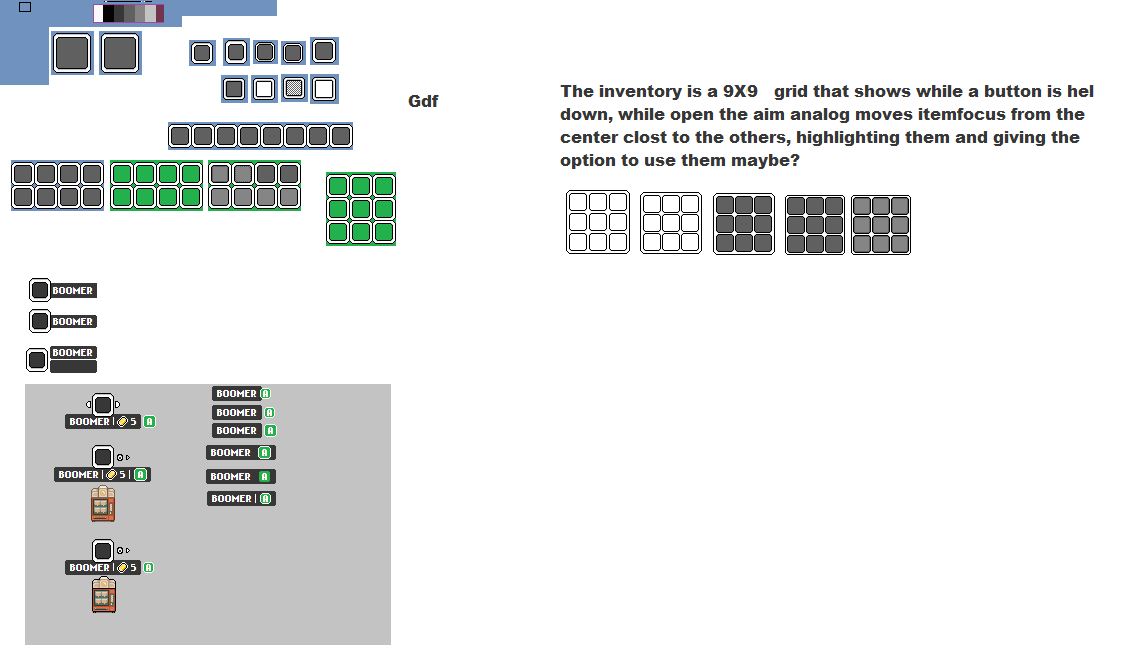 Gdf
The inventory is a 9X9 grid that shows while a button is hel
down, while open the aim analog moves itemfocus from the
center clost to the others, highlighting them and giving the
option to use them maybe?
BOOMER
BOOMER
BOOMER
BOOMER | 5 A
BOOMER | 5 | A
BOOMER | 5 A
BOOMER A
BOOMER A
BOOMER A
BOOMER A
BOOMER A
BOOMER | A